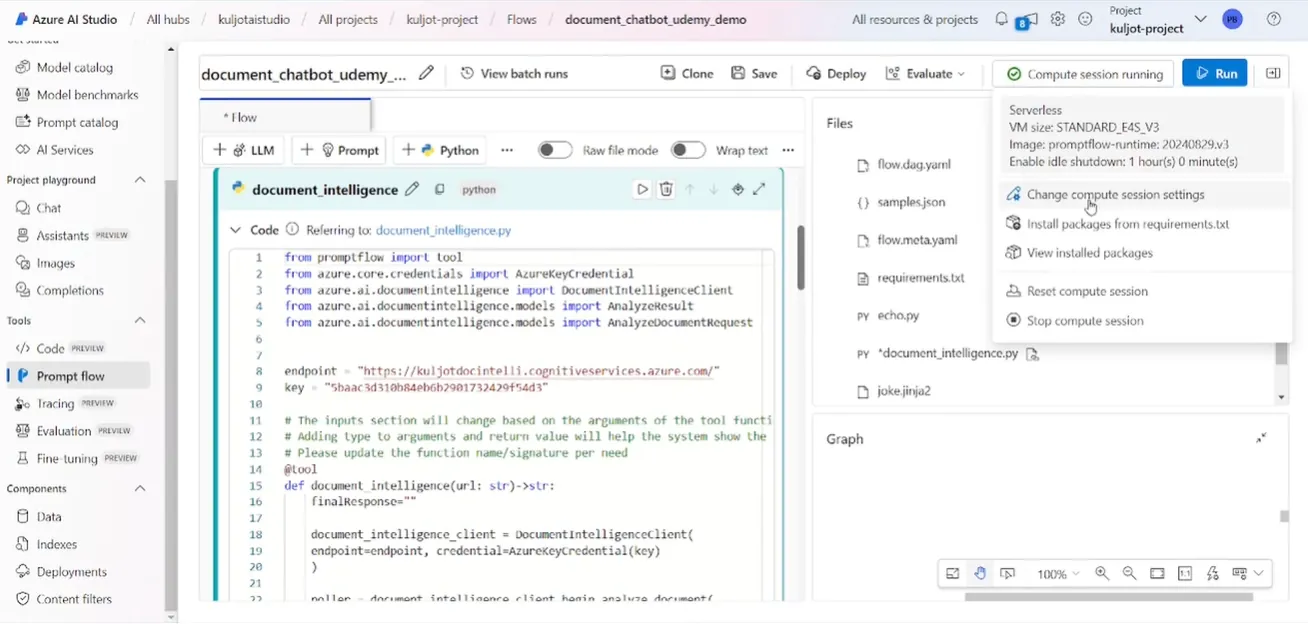 Azure AI Studio / All hubs / kuljotaistudio / All projects / kuljot-project / Flows / document_chatbot_udemy_demo
All resources & projects
8
Project
kuljot-project
PB
Model catalog
Model benchmarks
Prompt catalog
AI Services
Project playground
Chat
Assistants PREVIEW
Images
Completions
Tools
Code PREVIEW
Prompt flow
Tracing PREVIEW
Evaluation PREVIEW
Fine-tuning PREVIEW
Components
Data
Indexes
Deployments
Content filters
document_chatbot_udemy_...
View batch runs
Clone
Save
Deploy
Evaluate
Compute session running
Run
* Flow
+ LLM
+ Prompt
+ Python
...
Raw file mode
Wrap text
...
document_intelligence
python
Code Referring to: document_intelligence.py
1 from promptflow import tool
2 from azure.core.credentials import AzureKeyCredential
3 from azure.ai.documentintelligence import DocumentIntelligenceClient
4 from azure.ai.documentintelligence.models import AnalyzeResult
5 from azure.ai.documentintelligence.models import AnalyzeDocumentRequest
6
7
8 endpoint = "https://kuljotdocintelli.cognitiveservices.azure.com/"
9 key = "5baac3d310b84eb6b2901732429f54d3"
10
11 # The inputs section will change based on the arguments of the tool functi
12 # Adding type to arguments and return value will help the system show the
13 # Please update the function name/signature per need
14 @tool
15 def document_intelligence(url: str)->str:
16 finalResponse=""
17
18 document_intelligence_client = DocumentIntelligenceClient(
19 endpoint=endpoint, credential=AzureKeyCredential(key)
20 )
21
22 poller = document_intelligence_client.begin_analyze_document(
Files
flow.dag.yaml
{} samples.json
flow.meta.yaml
requirements.txt
PY echo.py
PY *document_intelligence.py
joke.jinja2
Serverless
VM size: STANDARD_E4S_V3
Image: promptflow-runtime: 20240829.v3
Enable idle shutdown: 1 hour(s) 0 minute(s)
Change compute session settings
Install packages from requirements.txt
View installed packages
Reset compute session
Stop compute session
Graph
100%
1:1